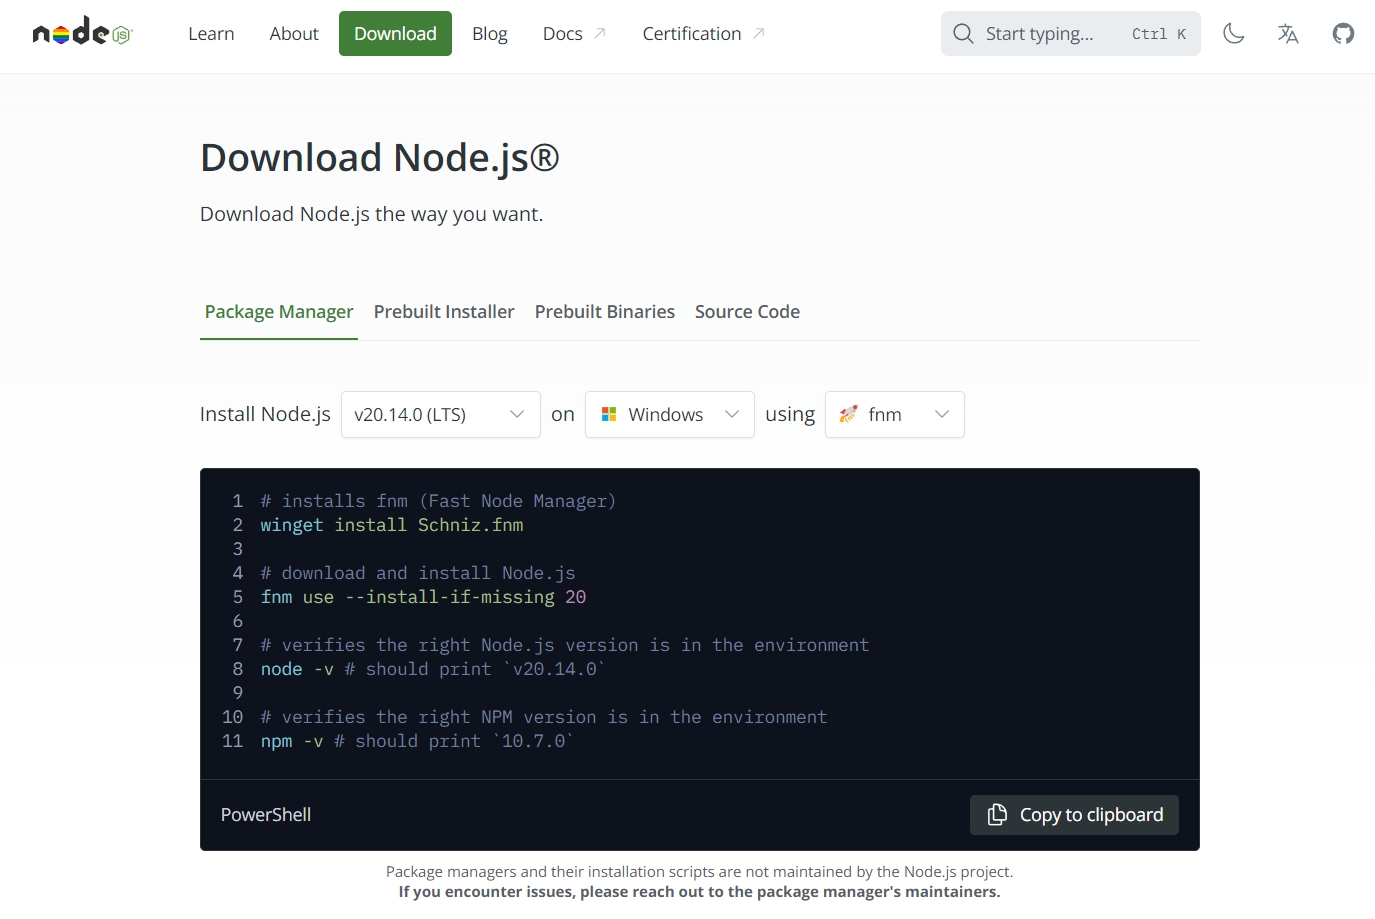 node JS
Learn About Download Blog Docs Certification Start typing... Ctrl K
Download Node.js®
Download Node.js the way you want.
Package Manager Prebuilt Installer Prebuilt Binaries Source Code
Install Node.js v20.14.0 (LTS) on Windows using fnm
1 # installs fnm (Fast Node Manager)
2 winget install Schniz.fnm
3
4 # download and install Node.js
5 fnm use --install-if-missing 20
6
7 # verifies the right Node.js version is in the environment
8 node -v # should print `v20.14.0`
9
10 # verifies the right NPM version is in the environment
11 npm -v # should print `10.7.0`
PowerShell Copy to clipboard
Package managers and their installation scripts are not maintained by the Node.js project.
If you encounter issues, please reach out to the package manager's maintainers.